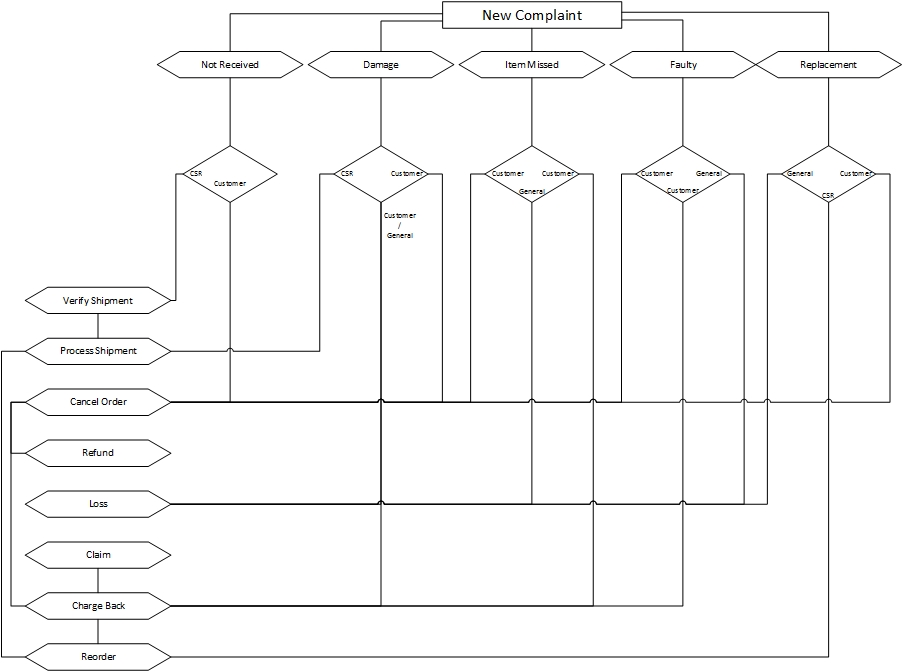 New Complaint
Not Received
Damage
Item Missed
Faulty
Replacement
CSR
Customer
CSR
Customer
Customer
/
General
Customer
Customer
General
Customer
General
Customer
General
Customer
CSR
Verify Shipment
Process Shipment
Cancel Order
Refund
Loss
Claim
Charge Back
Reorder